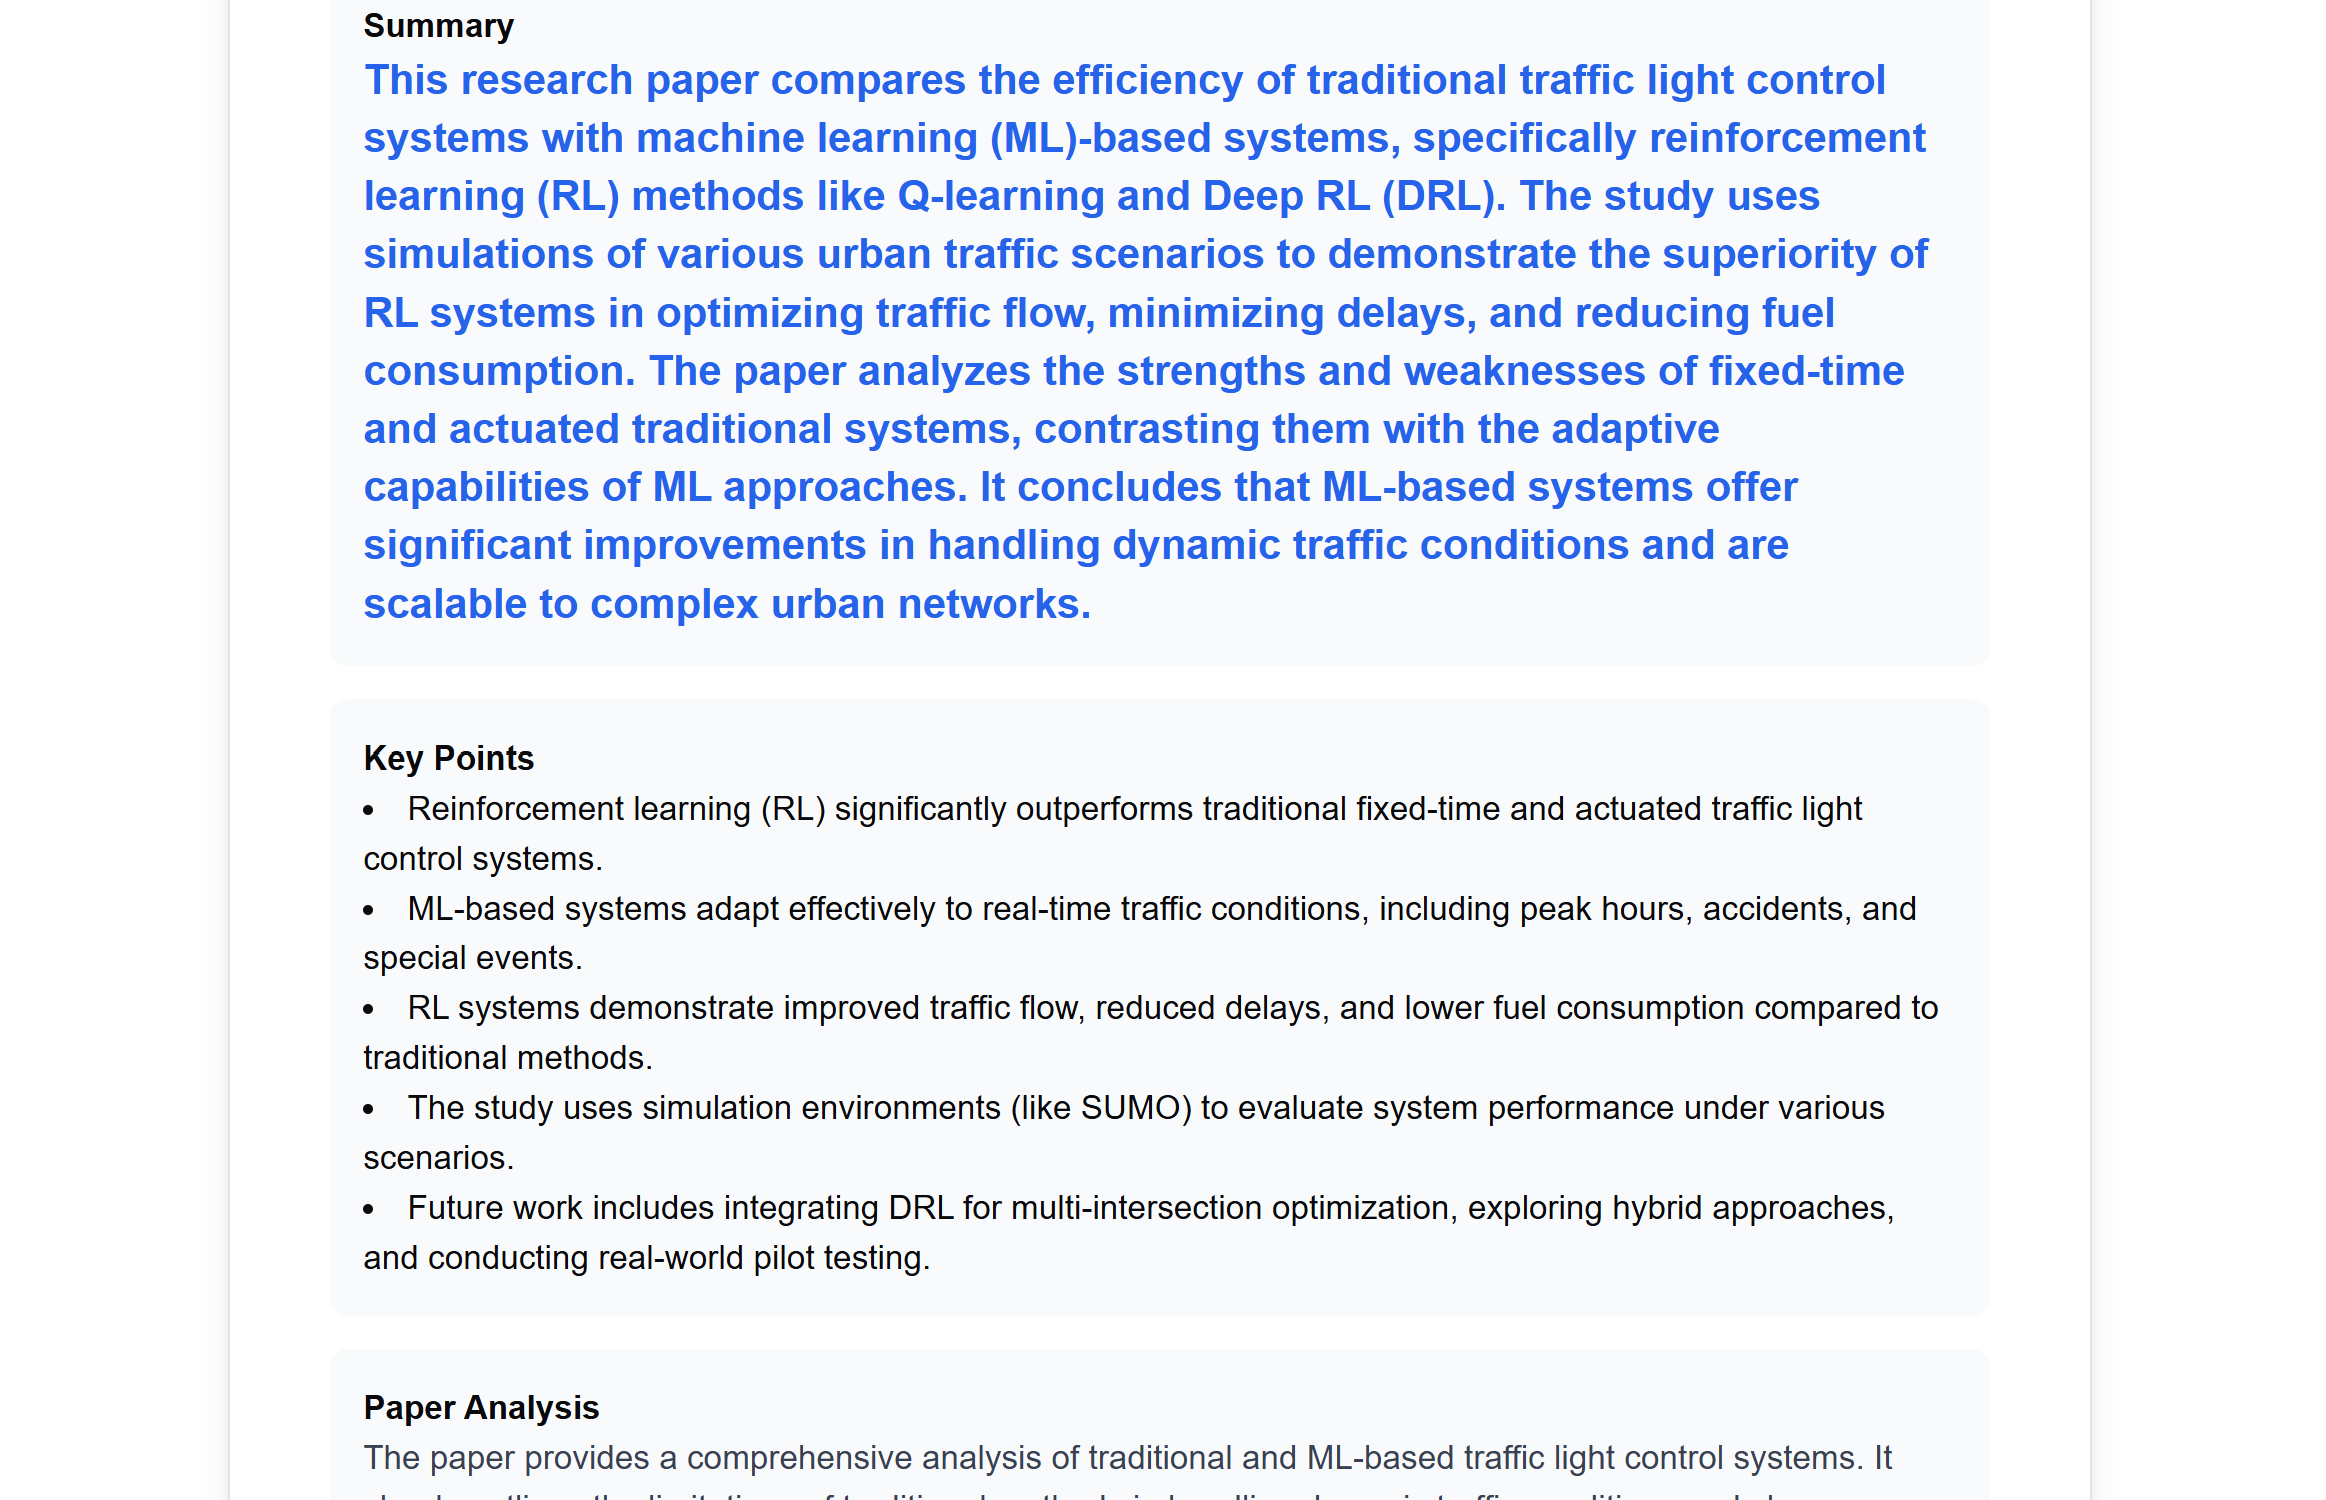 Summary
This research paper compares the efficiency of traditional traffic light control
systems with machine learning (ML)-based systems, specifically reinforcement
learning (RL) methods like Q-learning and Deep RL (DRL). The study uses
simulations of various urban traffic scenarios to demonstrate the superiority of
RL systems in optimizing traffic flow, minimizing delays, and reducing fuel
consumption. The paper analyzes the strengths and weaknesses of fixed-time
and actuated traditional systems, contrasting them with the adaptive
capabilities of ML approaches. It concludes that ML-based systems offer
significant improvements in handling dynamic traffic conditions and are
scalable to complex urban networks.
Key Points
• Reinforcement learning (RL) significantly outperforms traditional fixed-time and actuated traffic light
control systems.
• ML-based systems adapt effectively to real-time traffic conditions, including peak hours, accidents, and
special events.
• RL systems demonstrate improved traffic flow, reduced delays, and lower fuel consumption compared to
traditional methods.
• The study uses simulation environments (like SUMO) to evaluate system performance under various
scenarios.
• Future work includes integrating DRL for multi-intersection optimization, exploring hybrid approaches,
and conducting real-world pilot testing.
Paper Analysis
The paper provides a comprehensive analysis of traditional and ML-based traffic light control systems. It